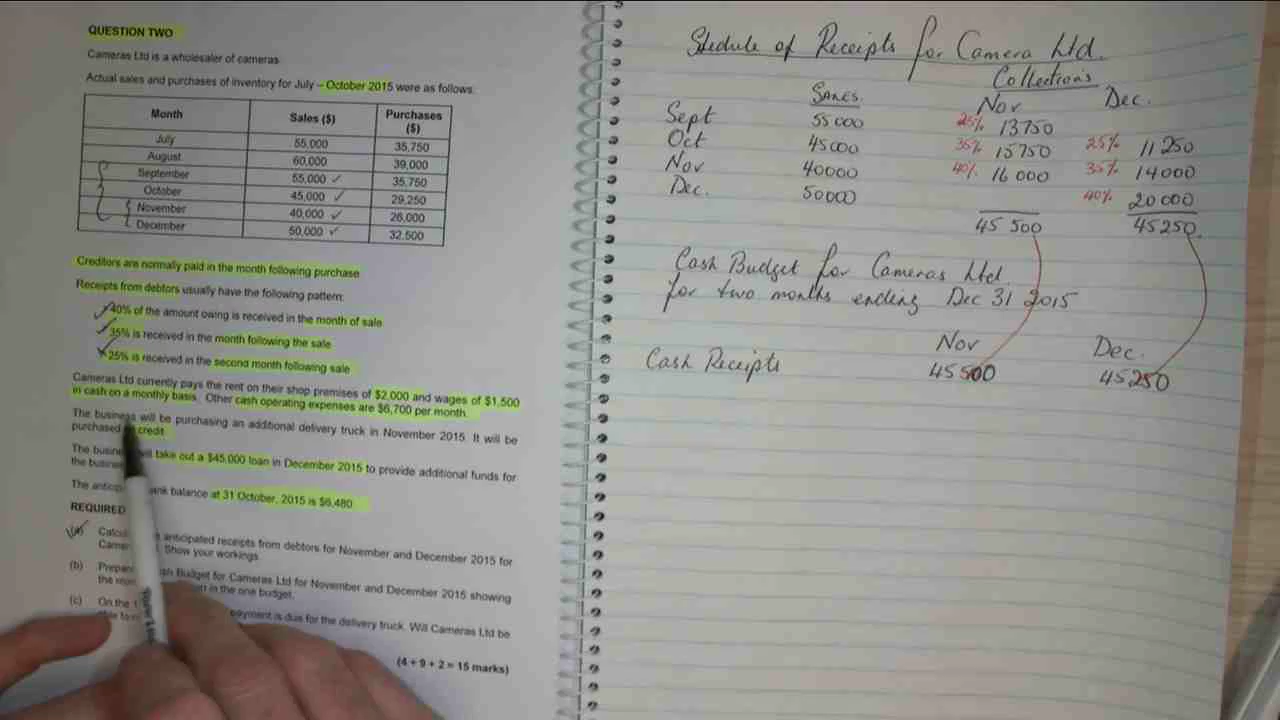 QUESTION TWO
Cameras Ltd is a wholesaler of cameras
Actual sales and purchases of inventory for July – October 2015 were as follows:
Month Sales ($) Purchases ($)
July 55,000 35,750
August 60,000 39,000
September 55,000 ✓ 35,750
October 45,000 ✓ 29,250
November 40,000 ✓ 26,000
December 50,000 ✓ 32,500
Creditors are normally paid in the month following purchase
Receipts from debtors usually have the following pattern:
40% of the amount owing is received in the month of sale
35% is received in the month following the sale
25% is received in the second month following sale
Cameras Ltd currently pays the rent on their shop premises of $2,000 and wages of $1,500
in cash on a monthly basis. Other cash operating expenses are $6,700 per month.
The business will be purchasing an additional delivery truck in November 2015. It will be
purchased credit
The will take out a $45,000 loan in December 2015 to provide additional funds for
the
The bank balance at 31 October, 2015 is $6,480
REQUIRED
(a) anticipated receipts from debtors for November and December 2015 for
Show your workings.
(b) Budget for Cameras Ltd for November and December 2015 showing
the in the one budget.
(c) On the payment is due for the delivery truck. Will Cameras Ltd be
(4 + 9 + 2 = 15 marks)
Shedule of Receipts for Camera Ltd.
Collections
SALES. Nov Dec.
Sept 55000 25% 13750
Oct 45000 35% 15750 25% 11250
Nov 40000 40% 16000 35% 14000
Dec. 50000 40% 20000
45 500 45250
Cash Budget for Cameras Ltd.
for two months ending Dec 31 2015
Nov Dec.
Cash Receipts 45500 45250